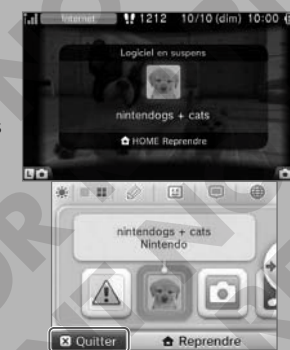 Internet 1212 10/10 (dim) 10:00
Logiciel en suspens
nintendogs + cats
HOME Reprendre
L
s
nintendogs + cats
Nintendo
X Quitter
Reprendre